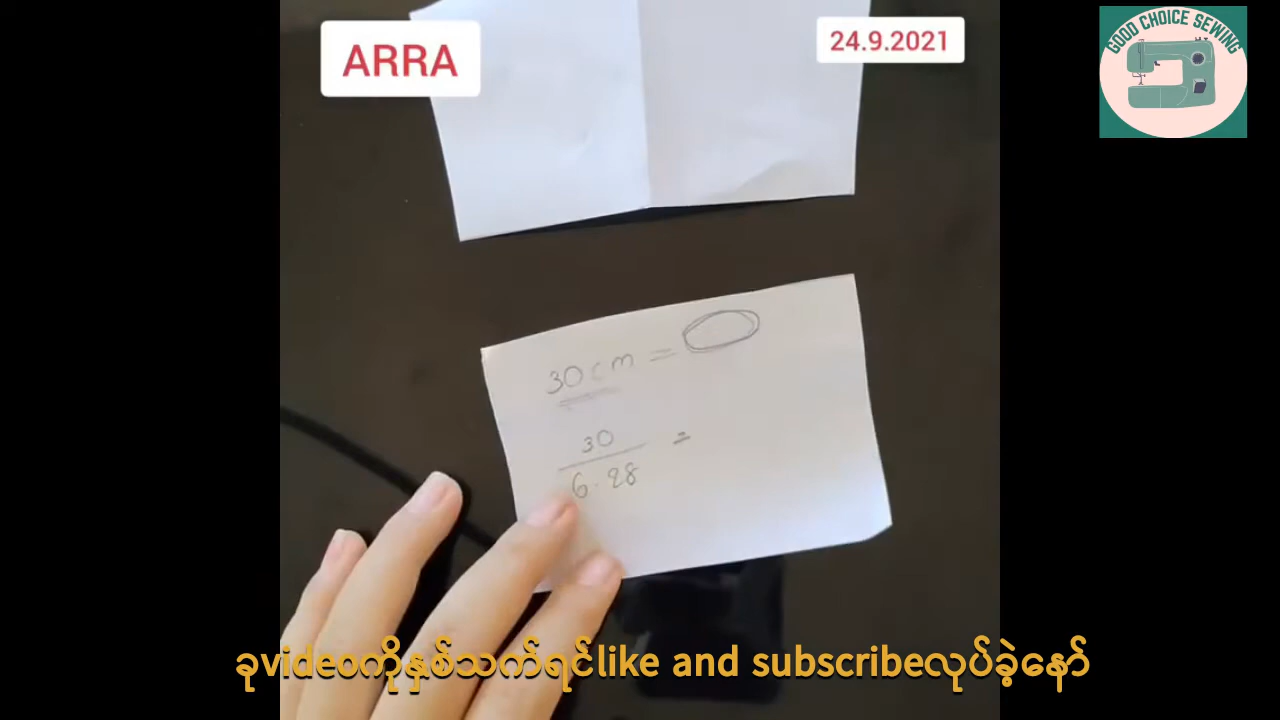 ARRA
24.9.2021
GOOD CHOICE SEWING
30cm =
30
6.28
=
ခုvideoကိုနှစ်သက်ရင်like and subscribeလုပ်ခဲ့နော်